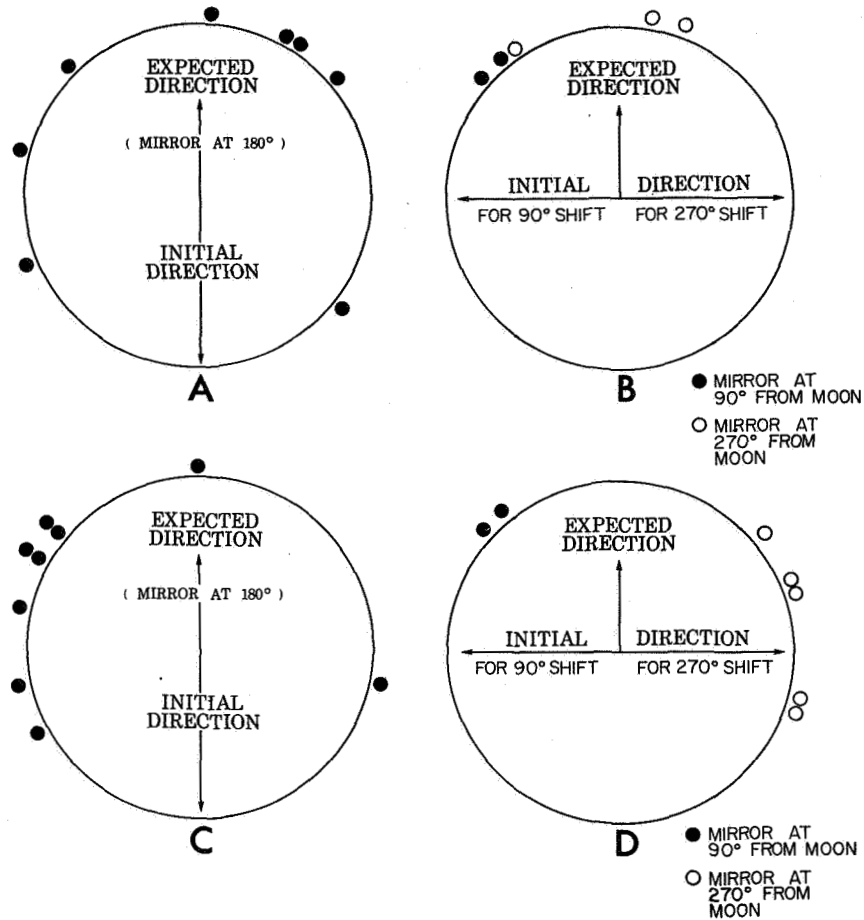 EXPECTED
DIRECTION
( MIRROR AT 180° )
INITIAL
DIRECTION
A
EXPECTED
DIRECTION
INITIAL DIRECTION
FOR 90° SHIFT FOR 270° SHIFT
B
MIRROR AT
90° FROM MOON
MIRROR AT
270° FROM
MOON
EXPECTED
DIRECTION
( MIRROR AT 180° )
INITIAL
DIRECTION
C
EXPECTED
DIRECTION
INITIAL DIRECTION
FOR 90° SHIFT FOR 270° SHIFT
D
MIRROR AT
90° FROM MOON
MIRROR AT
270° FROM
MOON